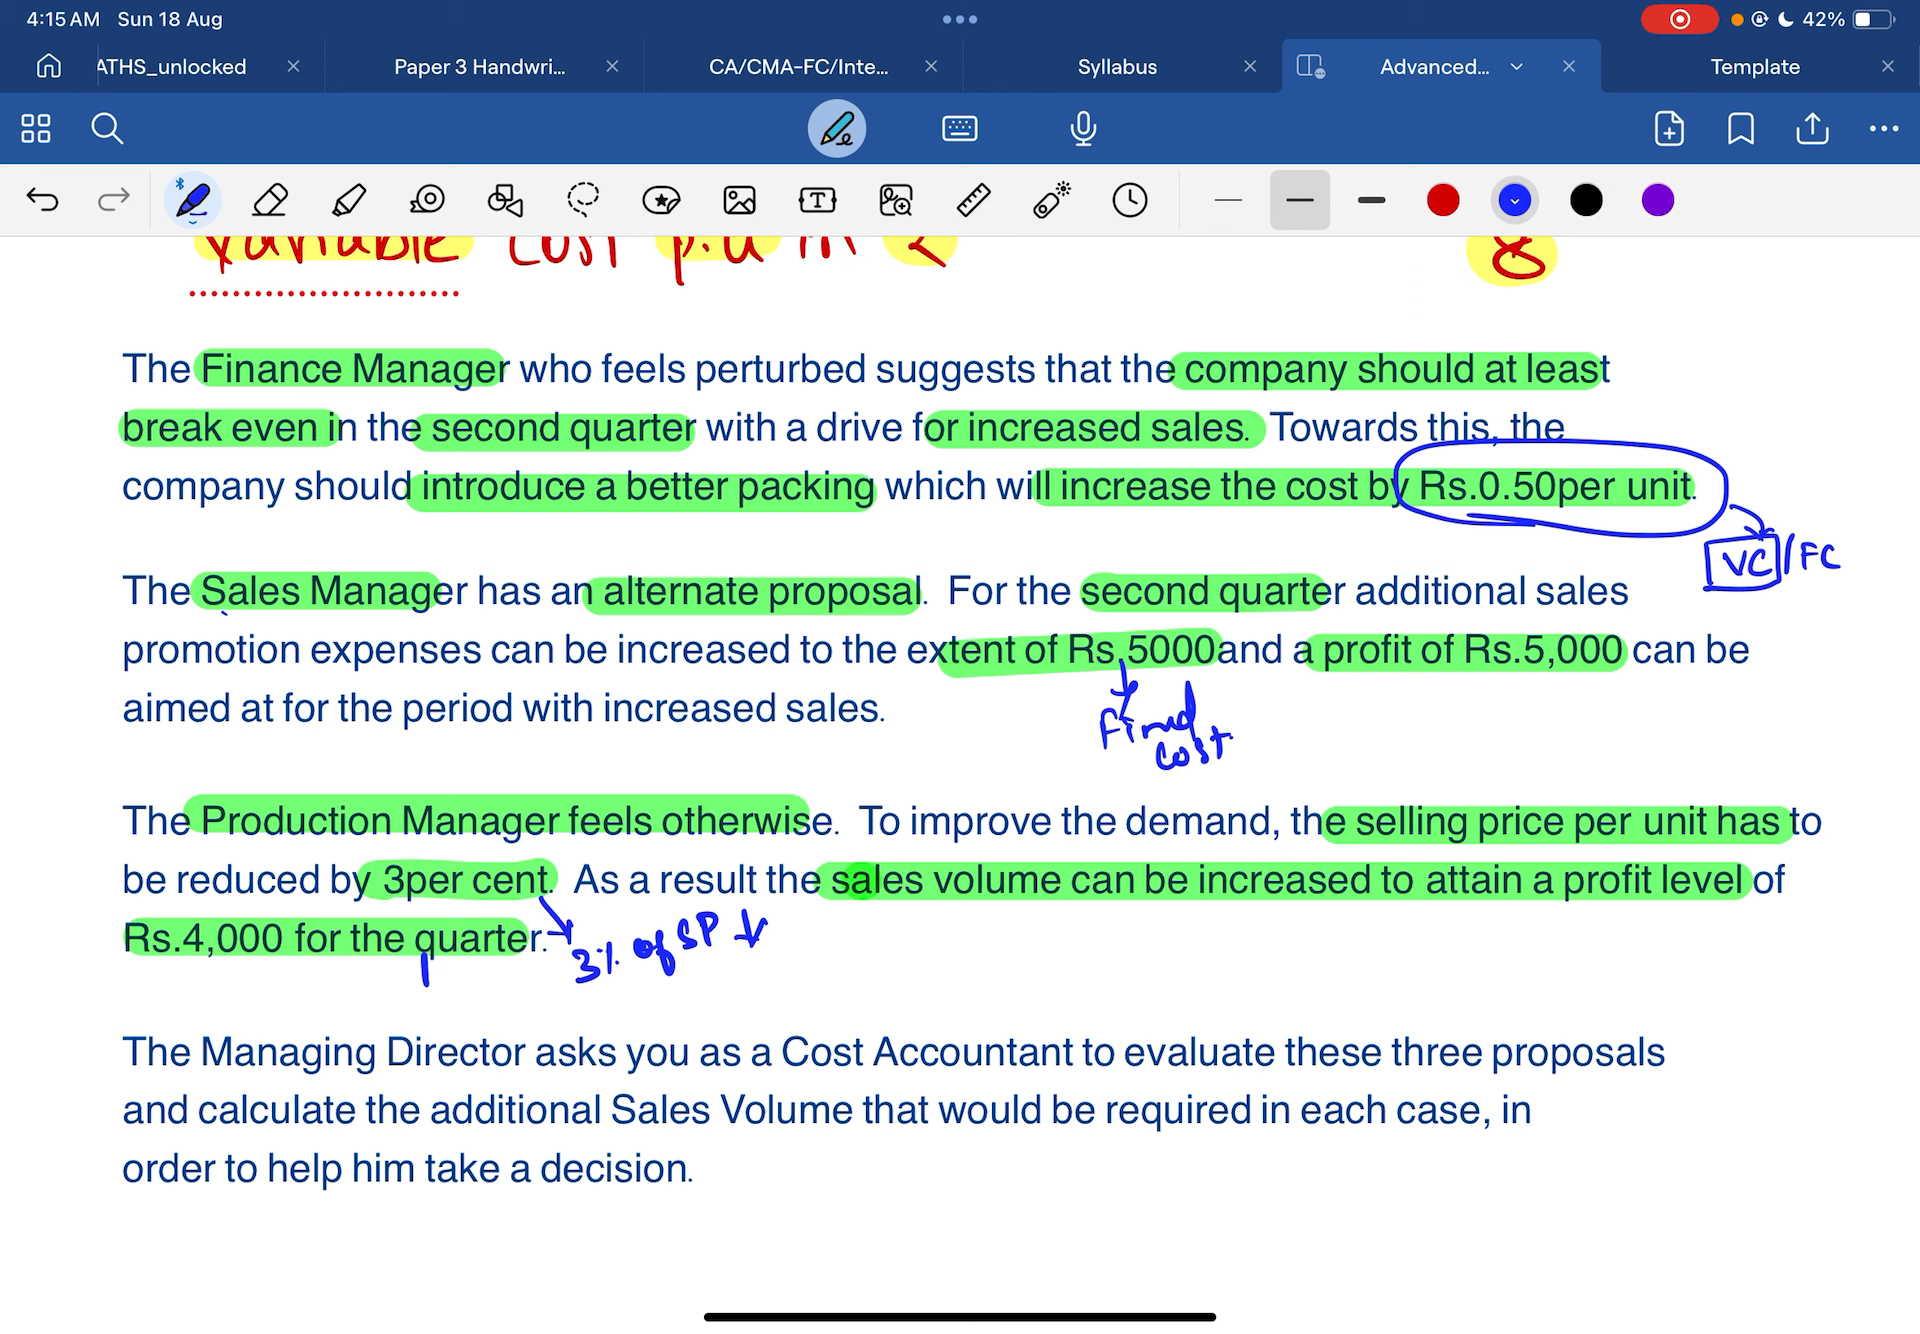 4:15 AM Sun 18 Aug
42%
ATHS_unlocked
Paper 3 Handwri...
CA/CMA-FC/Inte...
Syllabus
Advanced...
Template
variable cost p.u in ₹ 8
The Finance Manager who feels perturbed suggests that the company should at least
break even in the second quarter with a drive for increased sales. Towards this, the
company should introduce a better packing which will increase the cost by Rs.0.50per unit.
VC/FC
The Sales Manager has an alternate proposal. For the second quarter additional sales
promotion expenses can be increased to the extent of Rs.5000and a profit of Rs.5,000 can be
aimed at for the period with increased sales.
Fixed
Cost.
The Production Manager feels otherwise. To improve the demand, the selling price per unit has to
be reduced by 3per cent. As a result the sales volume can be increased to attain a profit level of
Rs.4,000 for the quarter.
3% of SP ↓
The Managing Director asks you as a Cost Accountant to evaluate these three proposals
and calculate the additional Sales Volume that would be required in each case, in
order to help him take a decision.